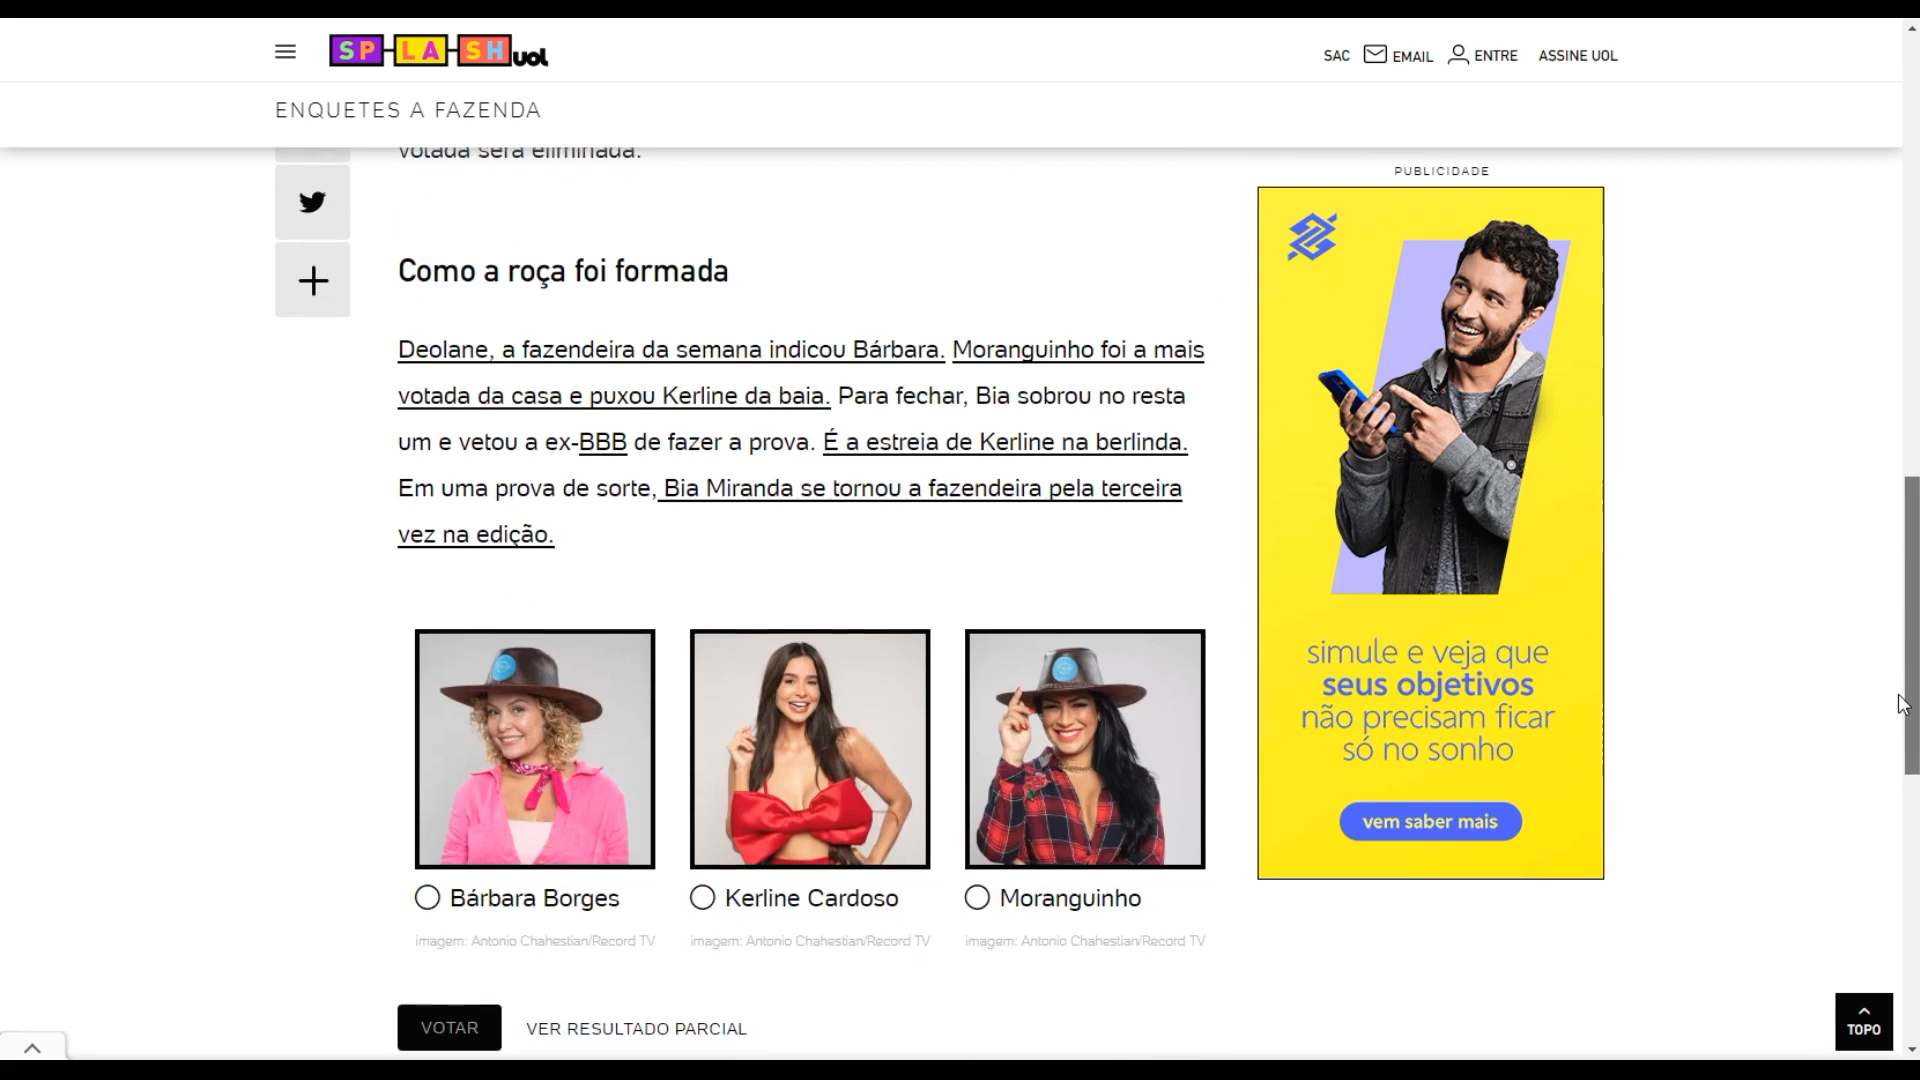 SPLASH uol
SAC EMAIL ENTRE ASSINE UOL
ENQUETES A FAZENDA
votada será eliminada.
PUBLICIDADE
Como a roça foi formada
Deolane, a fazendeira da semana indicou Bárbara. Moranguinho foi a mais
votada da casa e puxou Kerline da baia. Para fechar, Bia sobrou no resta
um e vetou a ex-BBB de fazer a prova. É a estreia de Kerline na berlinda.
Em uma prova de sorte, Bia Miranda se tornou a fazendeira pela terceira
vez na edição.
simule e veja que
seus objetivos
não precisam ficar
só no sonho
vem saber mais
Bárbara Borges
Kerline Cardoso
Moranguinho
imagem: Antonio Chahestian/Record TV
imagem: Antonio Chahestian/Record TV
imagem: Antonio Chahestian/Record TV
VOTAR
VER RESULTADO PARCIAL
TOPO